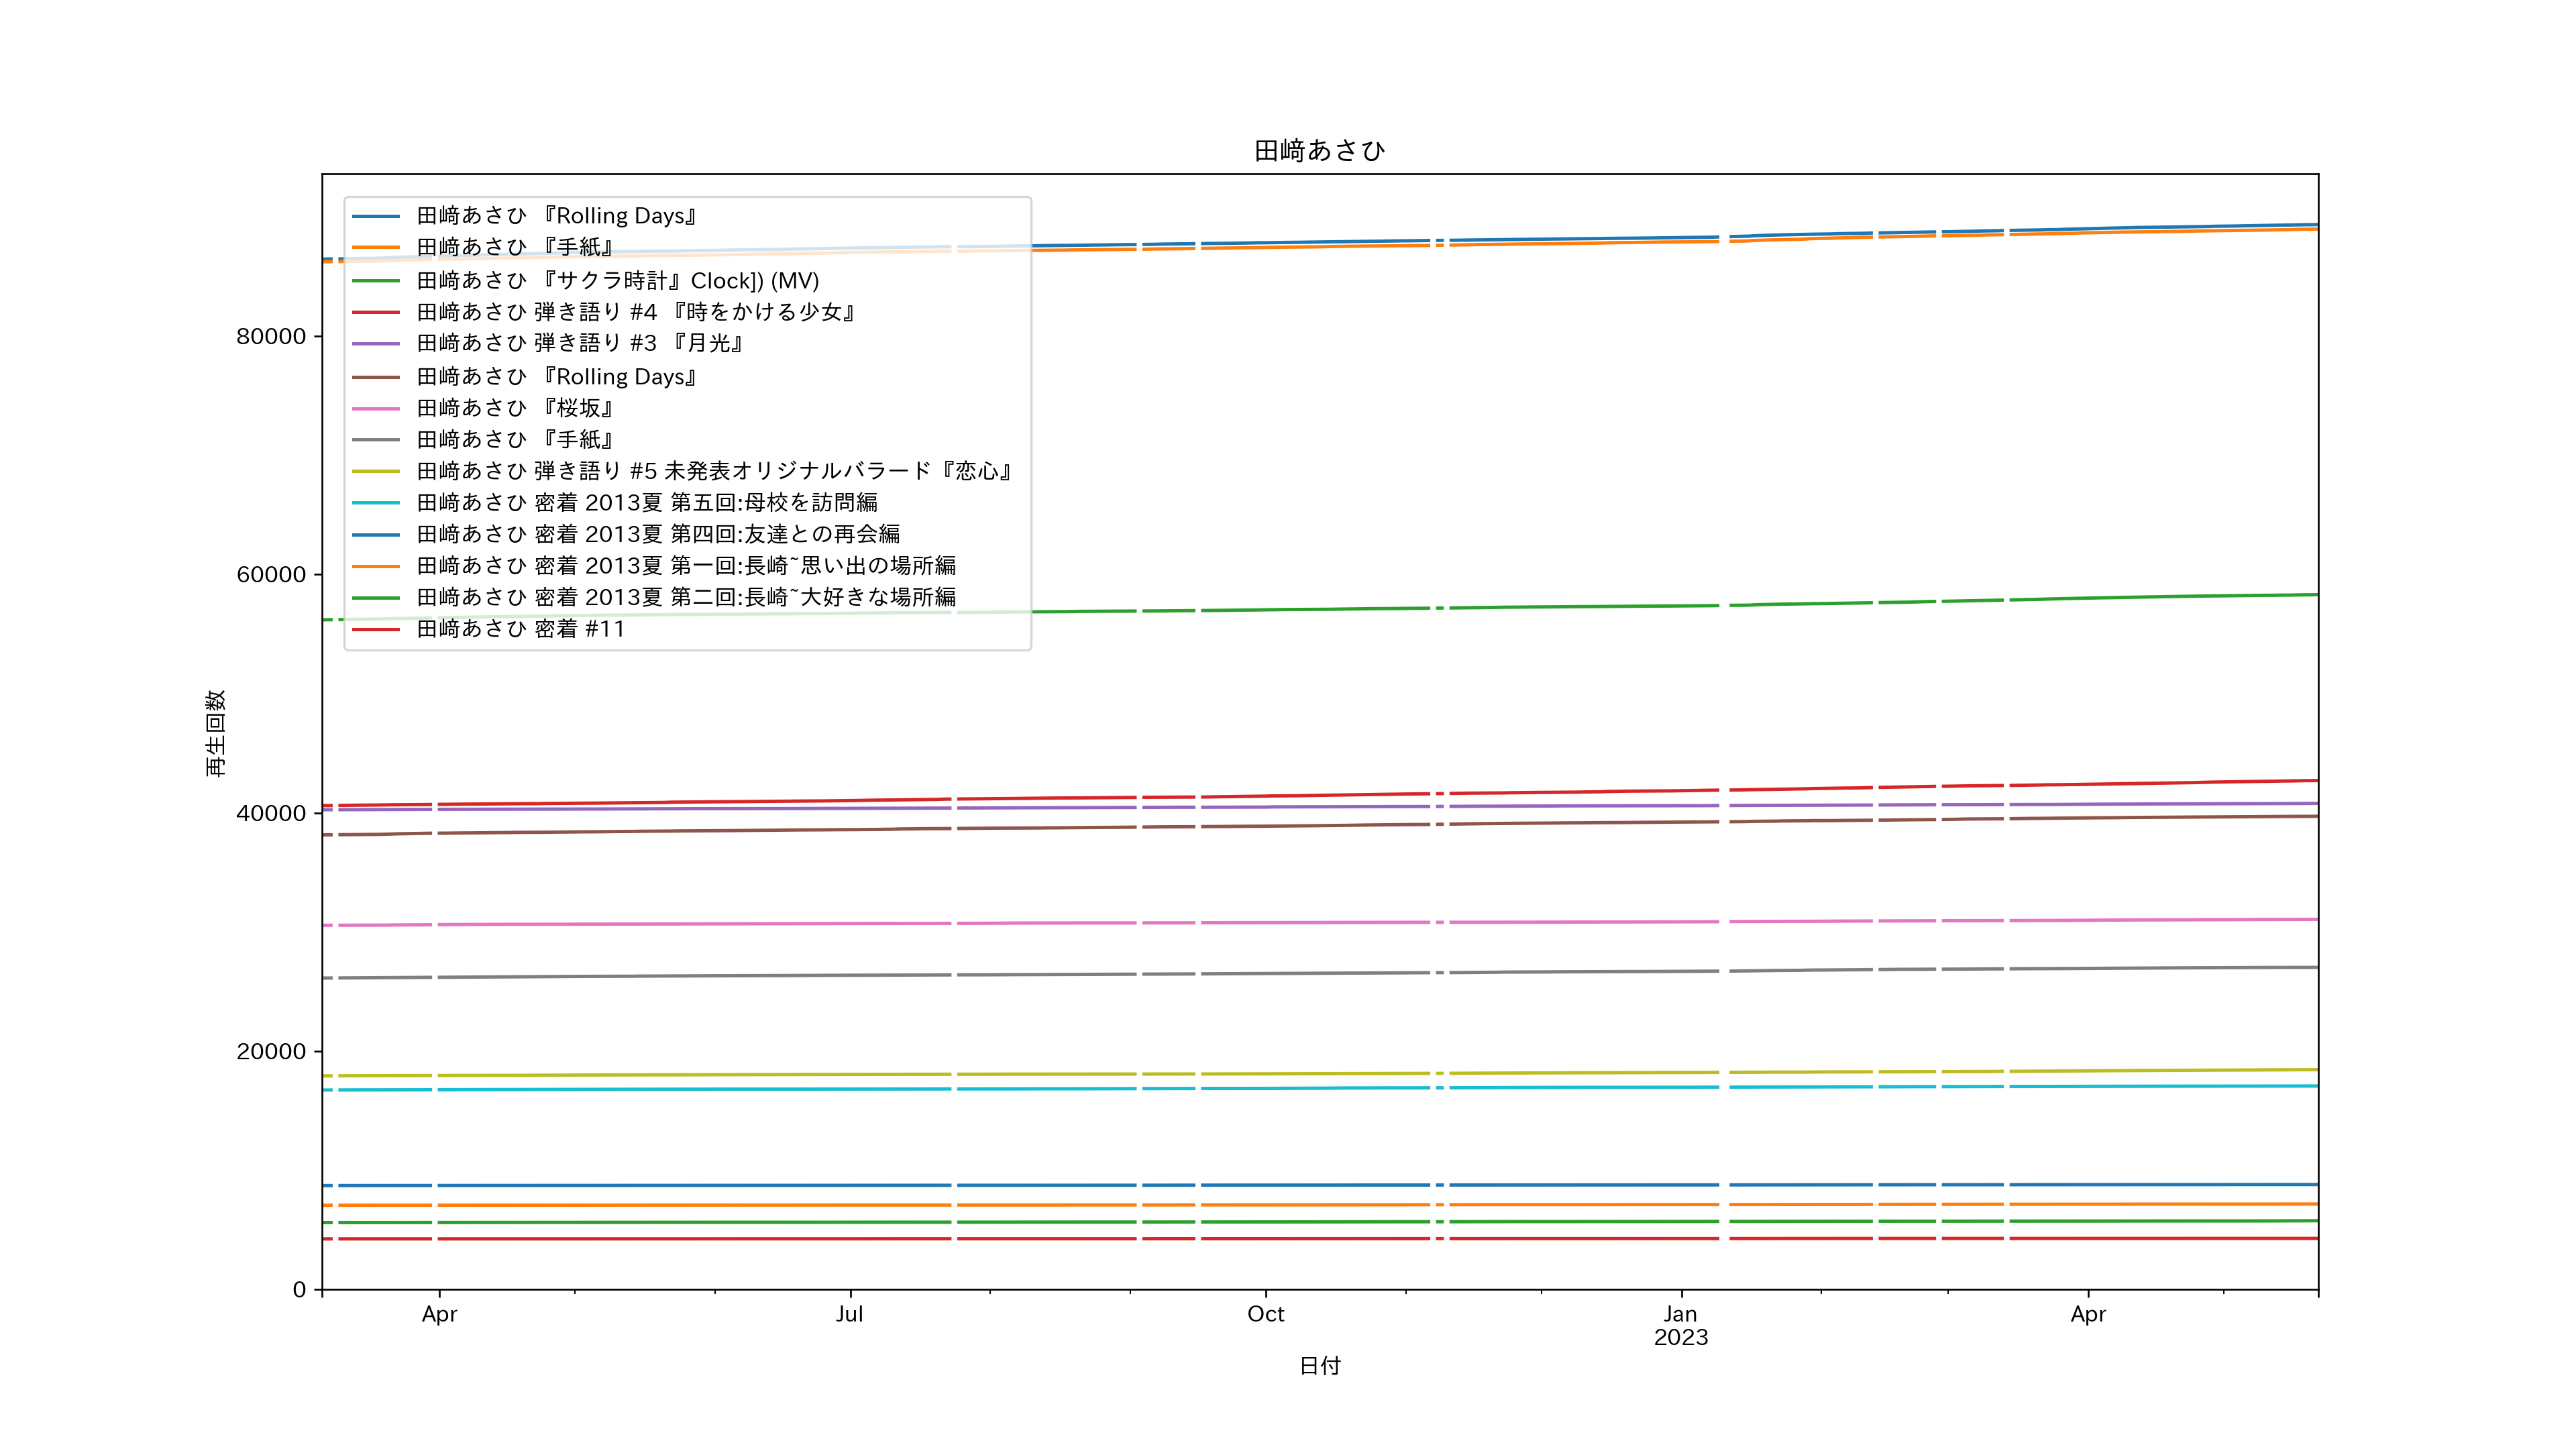 田﨑あさひ
田﨑あさひ 『Rolling Days』
田﨑あさひ 『手紙』
田﨑あさひ 『サクラ時計』Clock]) (MV)
田﨑あさひ 弾き語り #4 『時をかける少女』
田﨑あさひ 弾き語り #3 『月光』
田﨑あさひ 『Rolling Days』
田﨑あさひ 『桜坂』
田﨑あさひ 『手紙』
田﨑あさひ 弾き語り #5 未発表オリジナルバラード『恋心』
田﨑あさひ 密着 2013夏 第五回:母校を訪問編
田﨑あさひ 密着 2013夏 第四回:友達との再会編
田﨑あさひ 密着 2013夏 第一回:長崎~思い出の場所編
田﨑あさひ 密着 2013夏 第二回:長崎~大好きな場所編
田﨑あさひ 密着 #11
80000
60000
40000
20000
0
再生回数
Apr Jul Oct Jan Apr
2023
日付